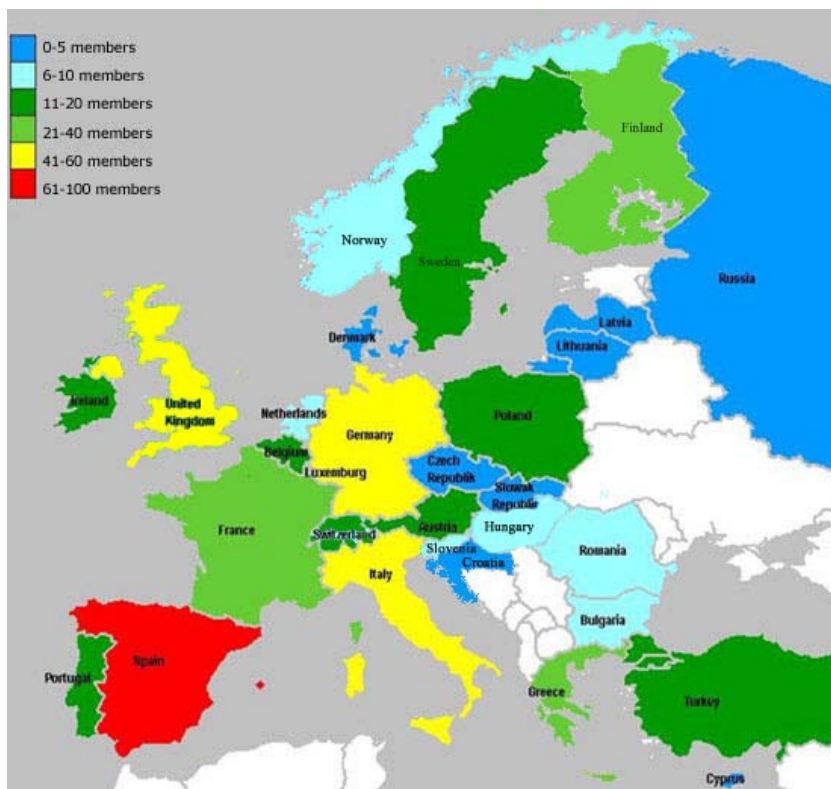 0-5 members
6-10 members
11-20 members
21-40 members
41-60 members
61-100 members
Finland
Norway
Sweden
Russia
Latvia
Denmark
Lithuania
Ireland
United
Kingdom
Netherlands
Germany
Poland
Belgium
Luxemburg
Czech
Republik
Slowak
Republik
N
France
Switzerland
Austria
Hungary
Slovenia
Croatia
Romania
Italy
Bulgaria
Spain
Portugal
Greece
Turkey
Cyprus